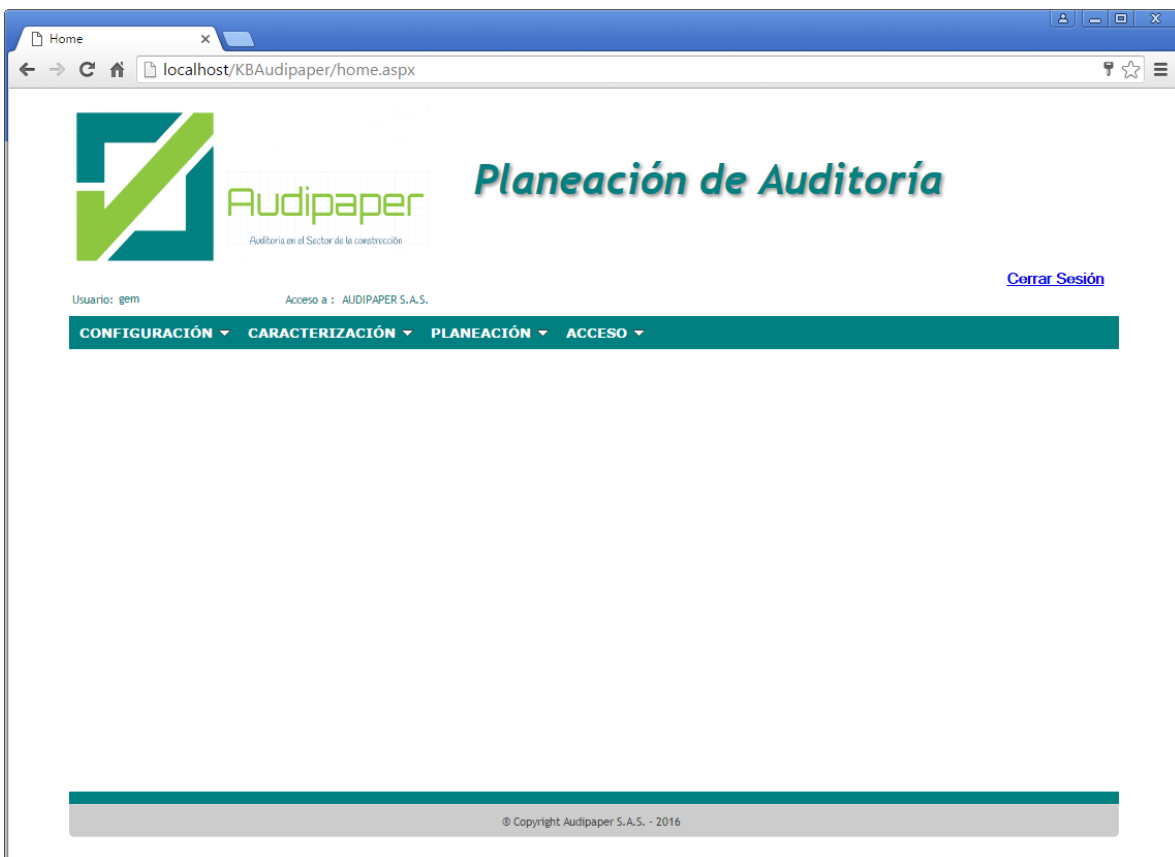 Home
localhost/KBAudipaper/home.aspx
Planeación de Auditoría
Audipaper
Auditoria en el Sector de la construcción
Cerrar Sesión
Usuario: gem Acceso a : AUDIPAPER S.A.S.
CONFIGURACIÓN CARACTERIZACIÓN PLANEACIÓN ACCESO
® Copyright Audipaper S.A.S. - 2016